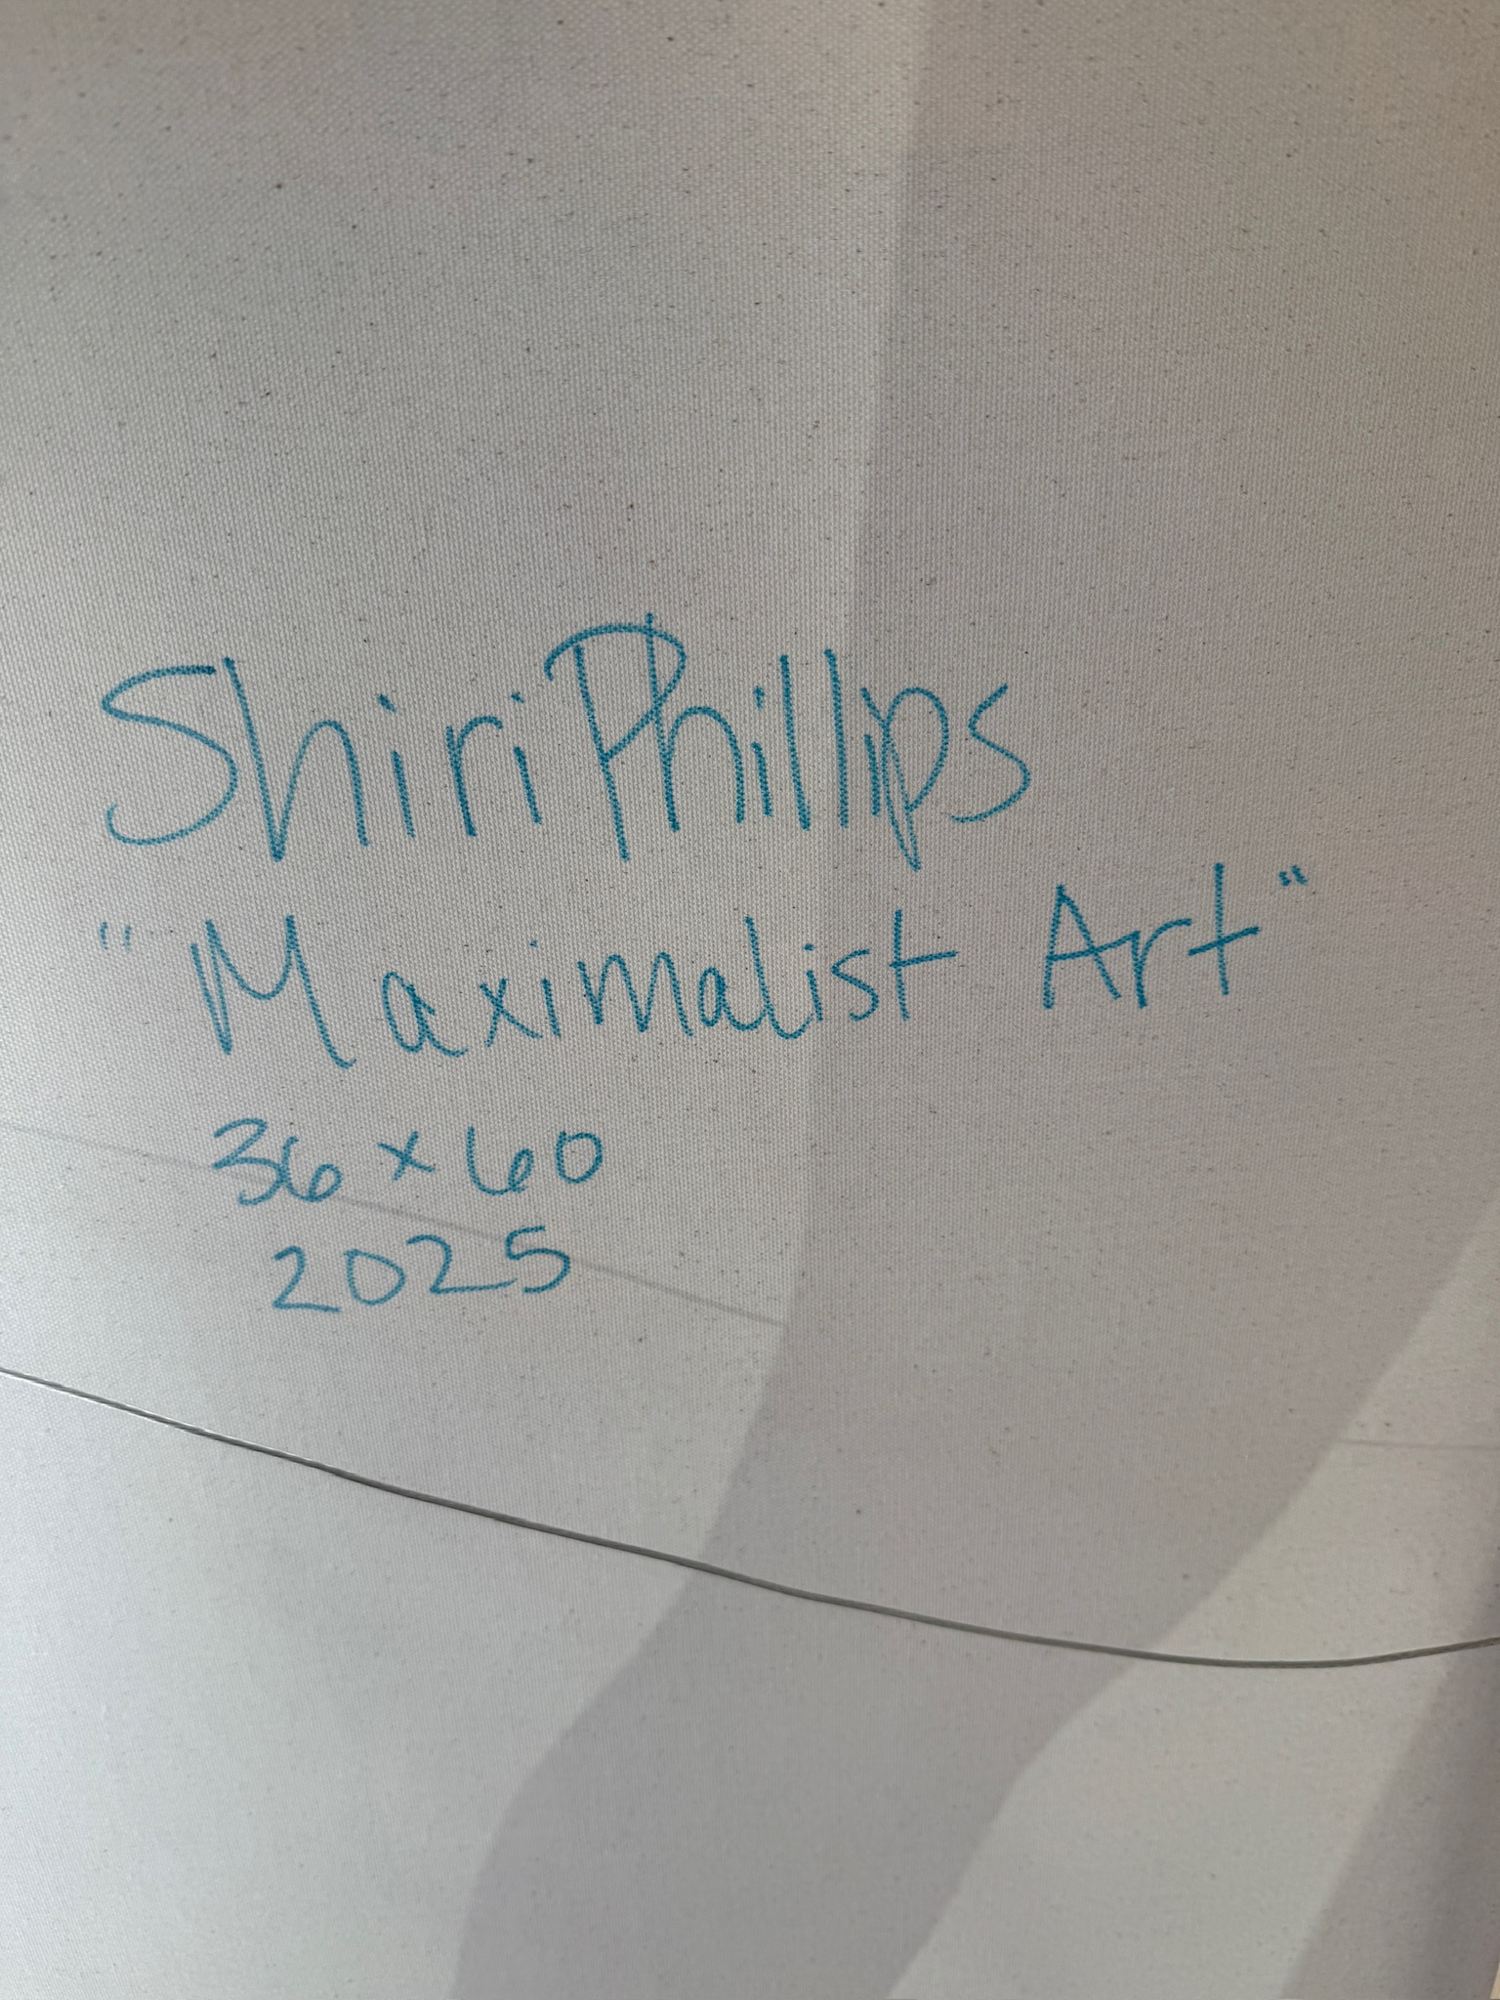 Shiri Phillips
"Maximalist Art"
36 x 60
2025